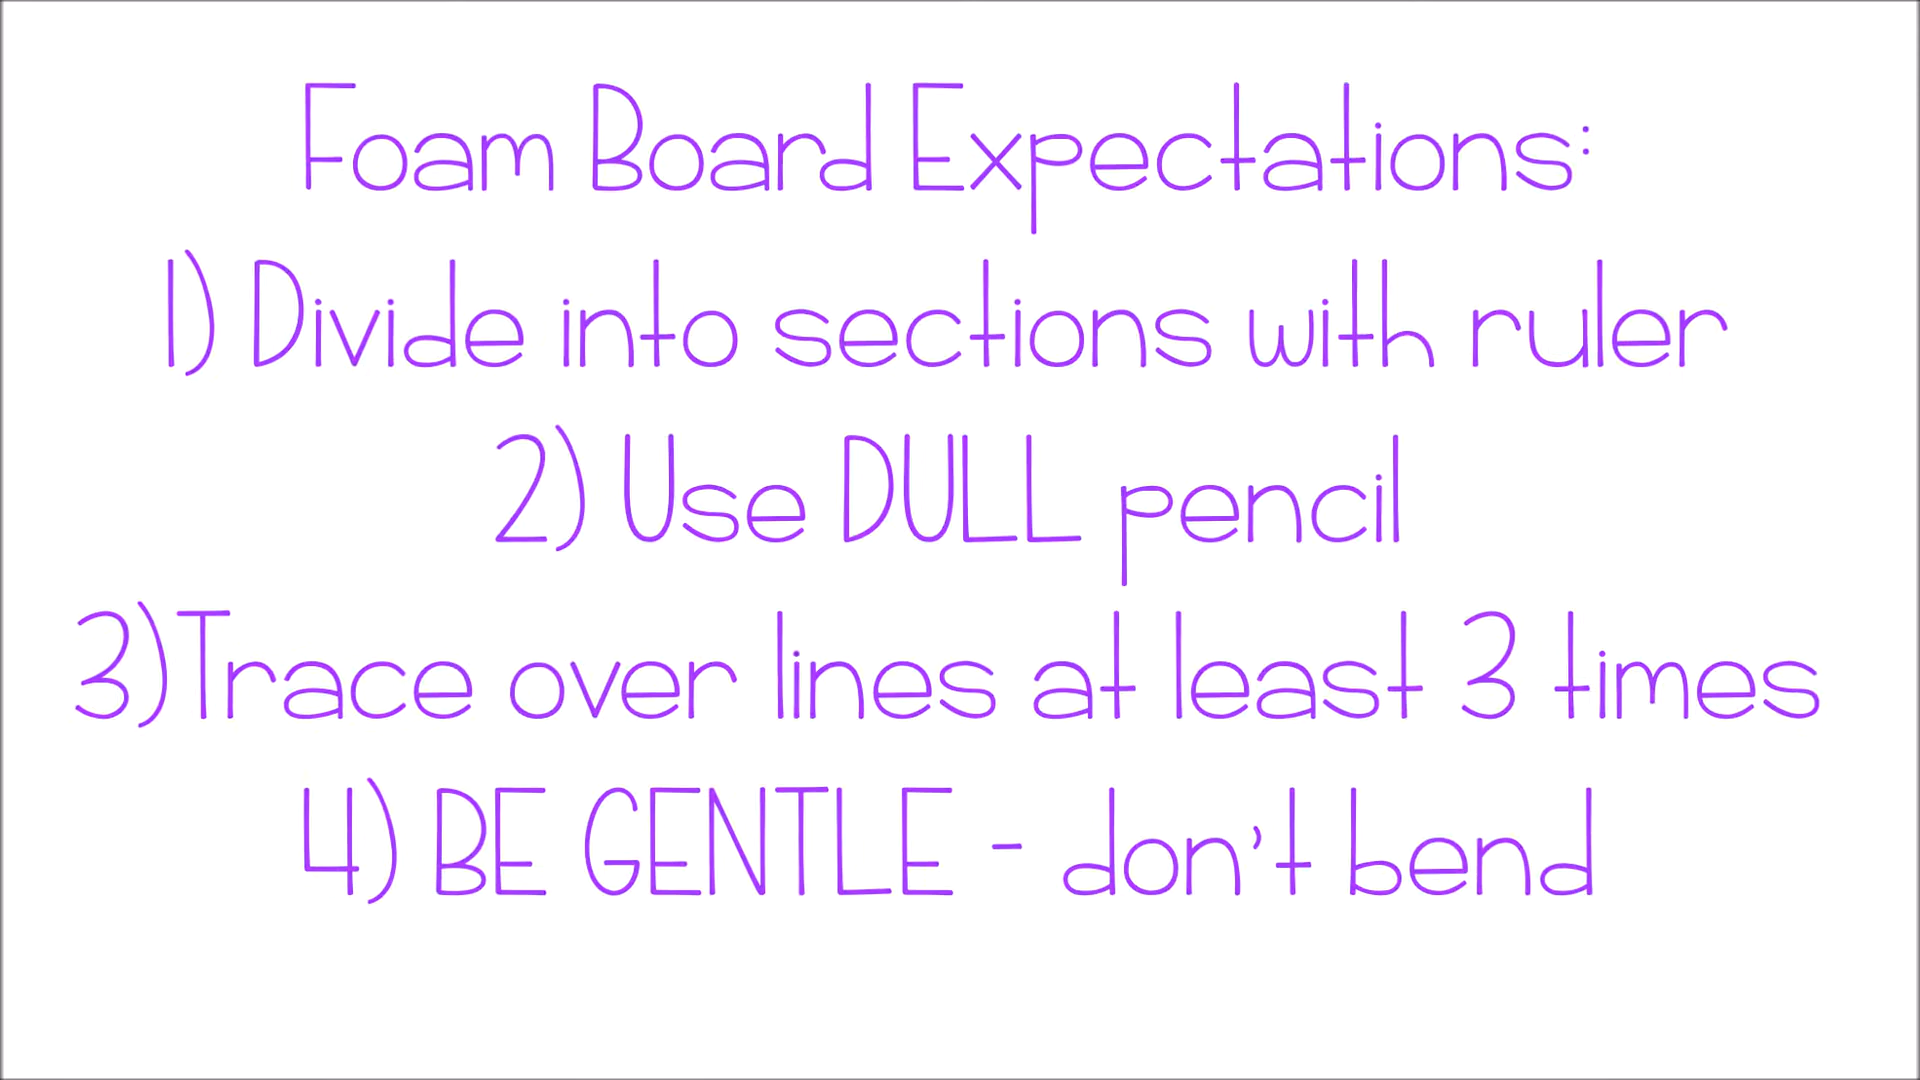 Foam Board Expectations:
1) Divide into sections with ruler
2) Use DULL pencil
3)Trace over lines at least 3 times
4) BE GENTLE - don't bend